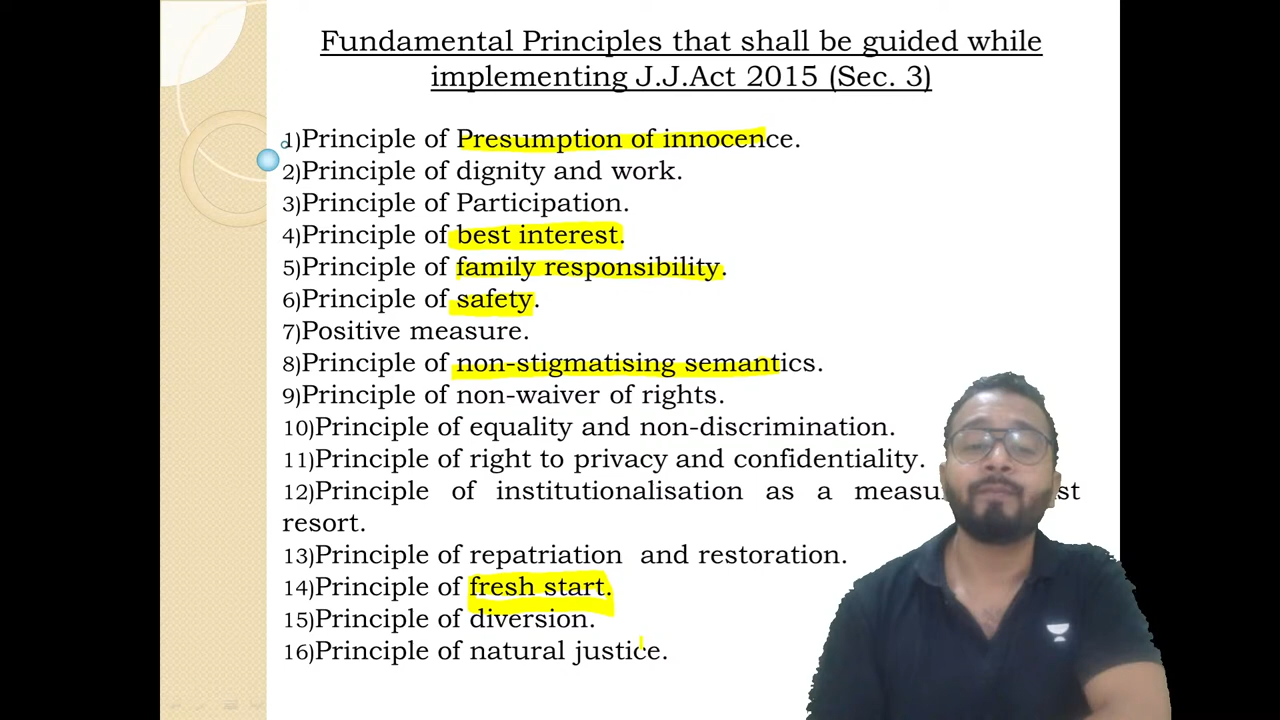 Fundamental Principles that shall be guided while
implementing J.J.Act 2015 (Sec. 3)
1)Principle of Presumption of innocence.
2)Principle of dignity and work.
3)Principle of Participation.
4)Principle of best interest.
5)Principle of family responsibility.
6)Principle of safety.
7)Positive measure.
8)Principle of non-stigmatising semantics.
9)Principle of non-waiver of rights.
10)Principle of equality and non-discrimination.
11)Principle of right to privacy and confidentiality.
12)Principle of institutionalisation as a
resort.
13)Principle of repatriation and restoration.
14)Principle of fresh start.
15)Principle of diversion.
16)Principle of natural justice.